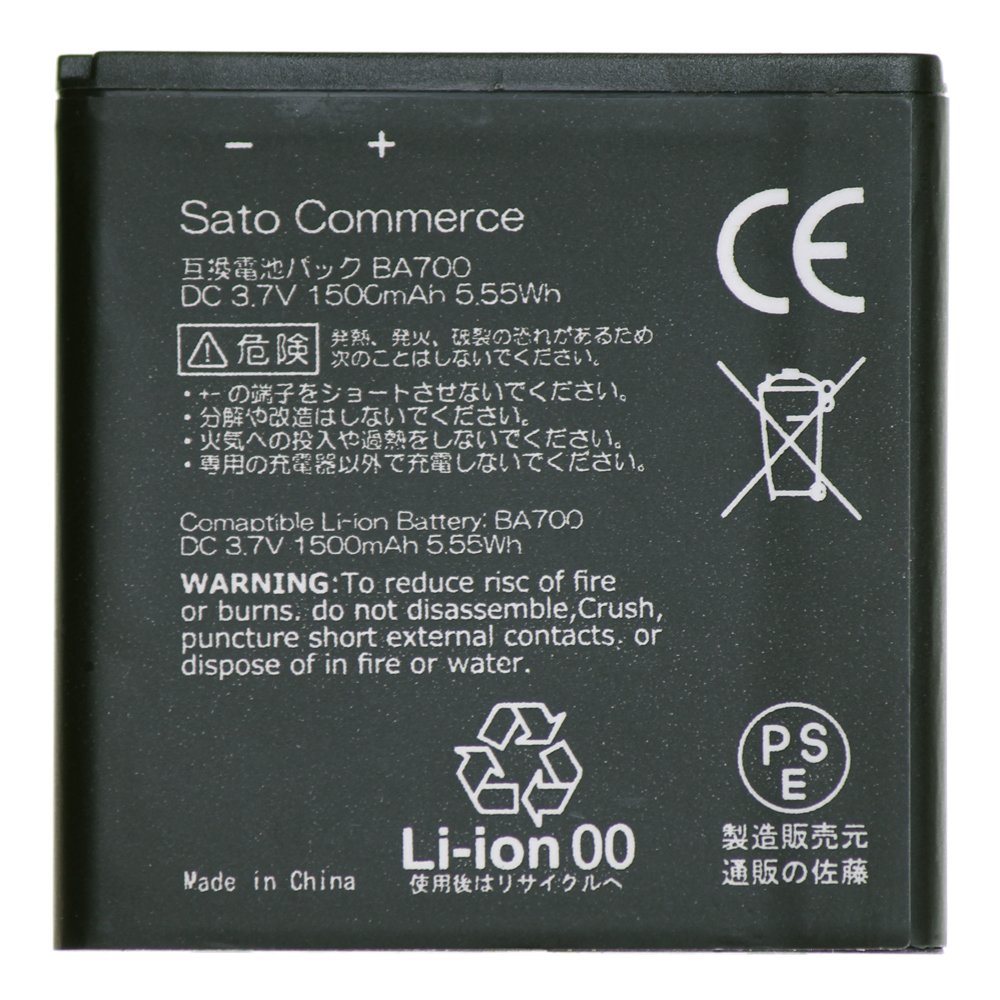 − +
Sato Commerce
互換電池パック BA700
DC 3.7V 1500mAh 5.55Wh
危険
発熱、発火、破裂の恐れがあるため
次のことはしないでください。
・+-の端子をショートさせないでください。
・分解や改造はしないでください。
・火気への投入や過熱をしないでください。
・専用の充電器以外で充電しないでください。
Comaptible Li-ion Battery: BA700
DC 3.7V 1500mAh 5.55Wh
WARNING:To reduce risc of fire
or burns. do not disassemble,Crush,
puncture short external contacts. or
dispose of in fire or water.
CE
PSE
Li-ion 00
使用後はリサイクルへ
製造販売元
通販の佐藤
Made in China